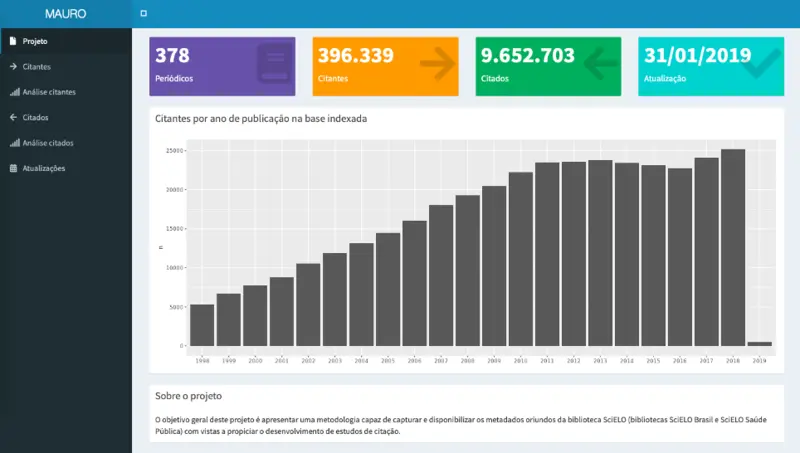 MAURO
Projeto
Citantes
Análise citantes
Citados
Análise citados
Atualizações
378
Periódicos
396.339
Citantes
9.652.703
Citados
31/01/2019
Atualização
Citantes por ano de publicação na base indexada
25000
20000
15000
10000
5000
0
n
1998 1999 2000 2001 2002 2003 2004 2005 2006 2007 2008 2009 2010 2011 2012 2013 2014 2015 2016 2017 2018 2019
Sobre o projeto
O objetivo geral deste projeto é apresentar uma metodologia capaz de capturar e disponibilizar os metadados oriundos da biblioteca SciELO (bibliotecas SciELO Brasil e SciELO Saúde
Pública) com vistas a propiciar o desenvolvimento de estudos de citação.